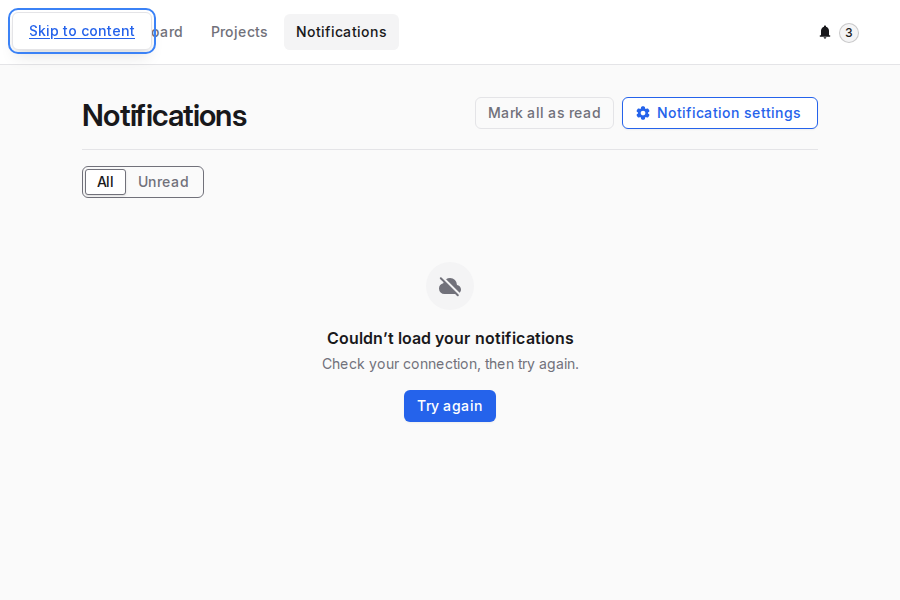 Skip to content
Projects
Notifications
3
Notifications
Mark all as read
Notification settings
All
Unread
Couldn’t load your notifications
Check your connection, then try again.
Try again